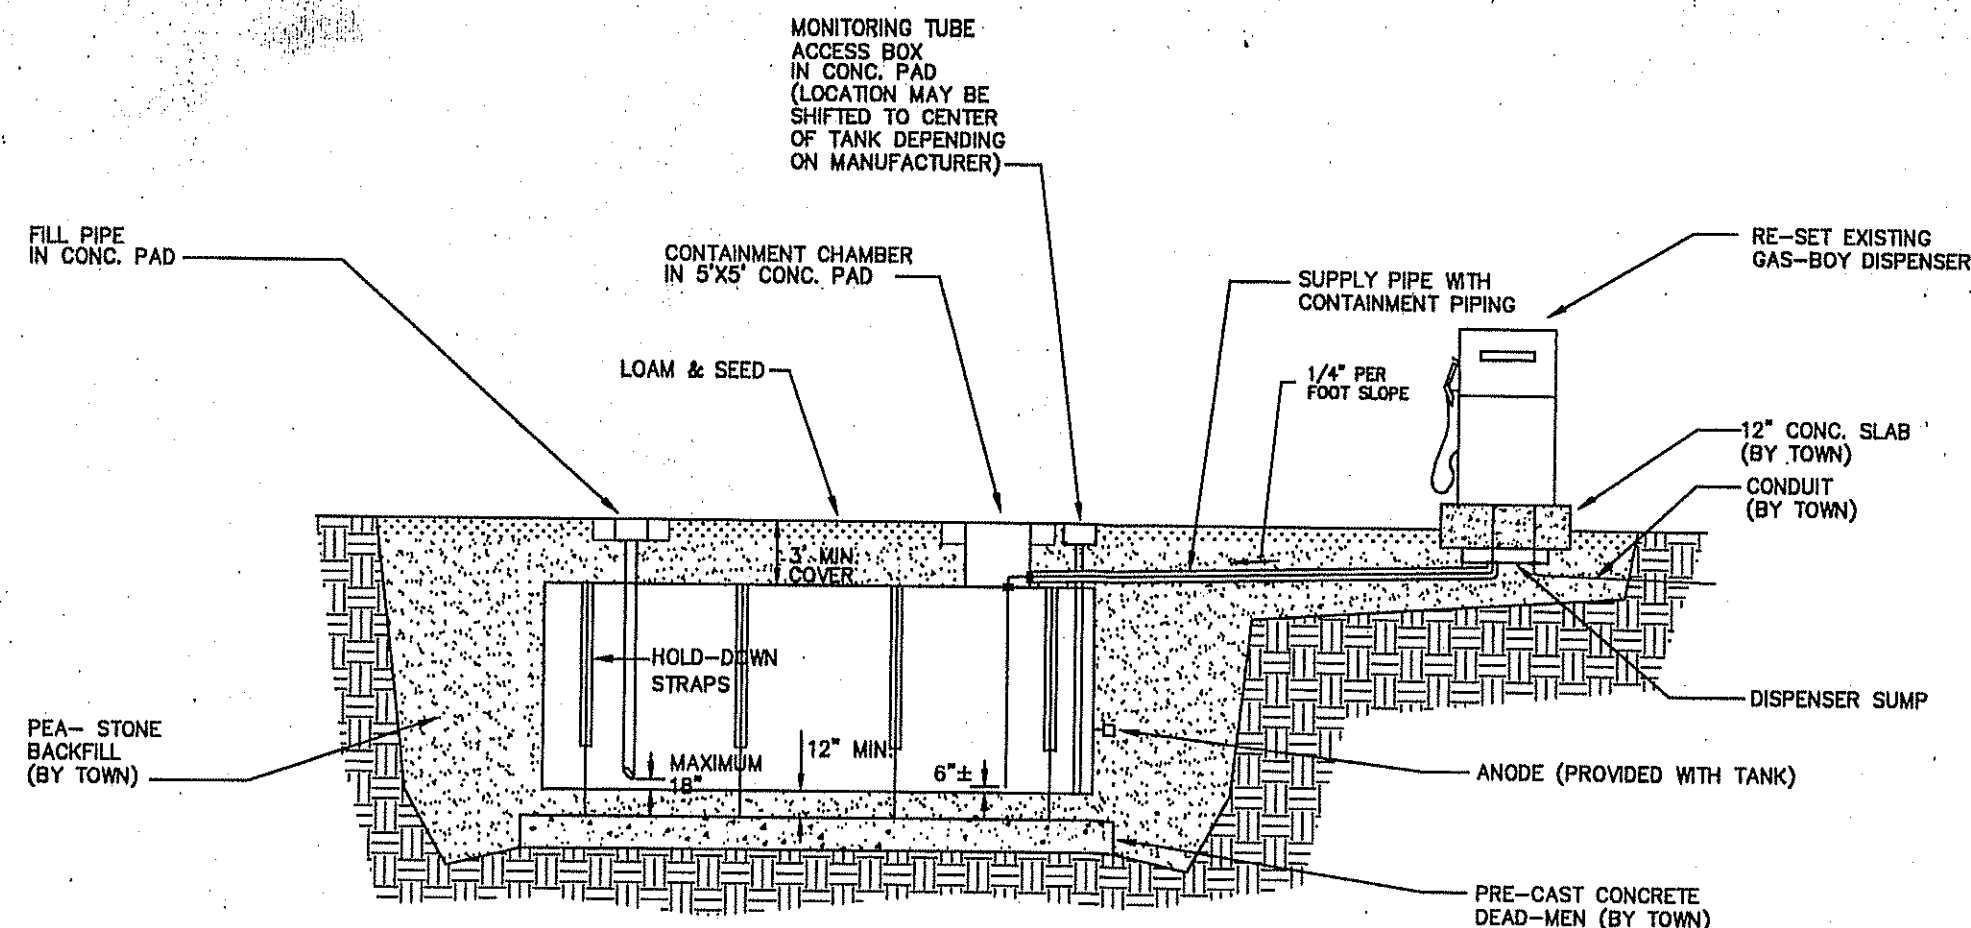 MONITORING TUBE
ACCESS BOX
IN CONC. PAD
(LOCATION MAY BE
SHIFTED TO CENTER
OF TANK DEPENDING
ON MANUFACTURER)
FILL PIPE
IN CONC. PAD
CONTAINMENT CHAMBER
IN 5'X5' CONC. PAD
SUPPLY PIPE WITH
CONTAINMENT PIPING
RE-SET EXISTING
GAS-BOY DISPENSER
LOAM & SEED
1/4" PER
FOOT SLOPE
12" CONC. SLAB
(BY TOWN)
CONDUIT
(BY TOWN)
3' MIN
COVER
HOLD-DOWN
STRAPS
DISPENSER SUMP
PEA- STONE
BACKFILL
(BY TOWN)
MAXIMUM
18"
12" MIN.
6"±
ANODE (PROVIDED WITH TANK)
PRE-CAST CONCRETE
DEAD-MEN (BY TOWN)